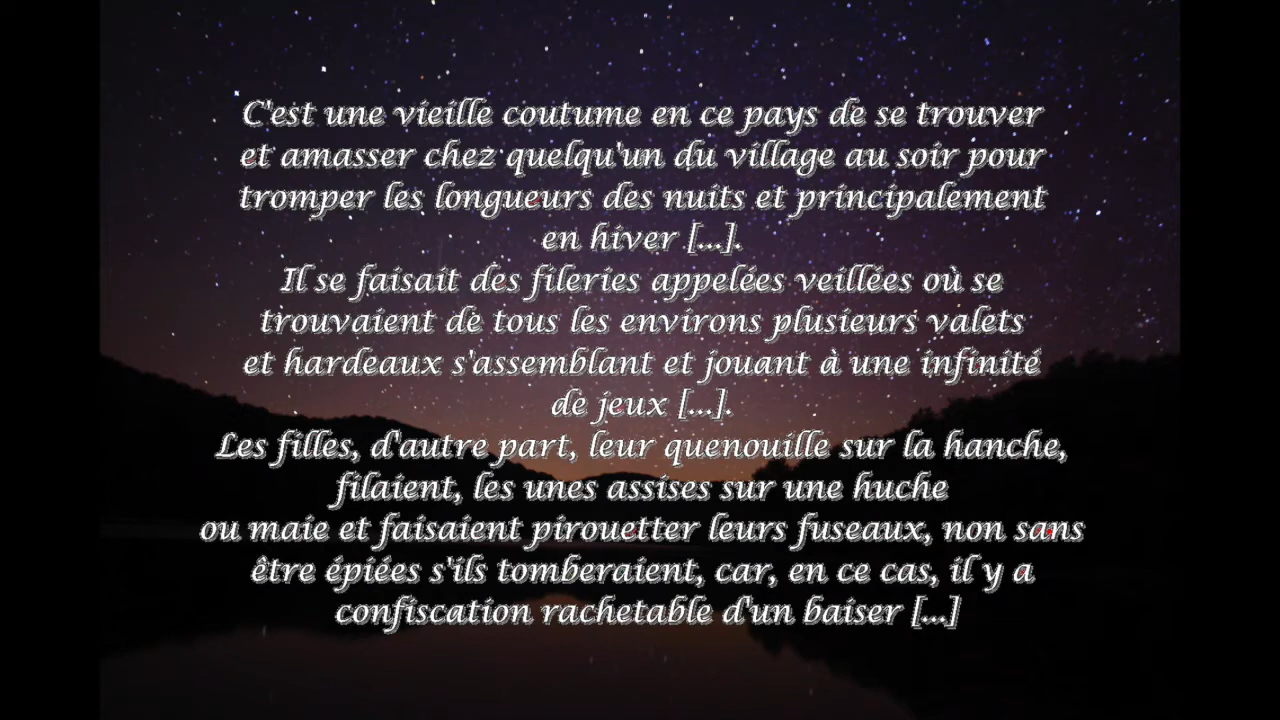 C'est une vieille coutume en ce pays de se trouver
et amasser chez quelqu'un du village au soir pour
tromper les longueurs des nuits et principalement
en hiver [...].
Il se faisait des fileries appelées veillées où se
trouvaient de tous les environs plusieurs valets
et hardeaux s'assemblant et jouant à une infinité
de jeux [...].
Les filles, d'autre part, leur quenouille sur la hanche,
filaient, les unes assises sur une huche
ou maie et faisaient pirouetter leurs fuseaux, non sans
être épiées s'ils tomberaient, car, en ce cas, il y a
confiscation rachetable d'un baiser [...]